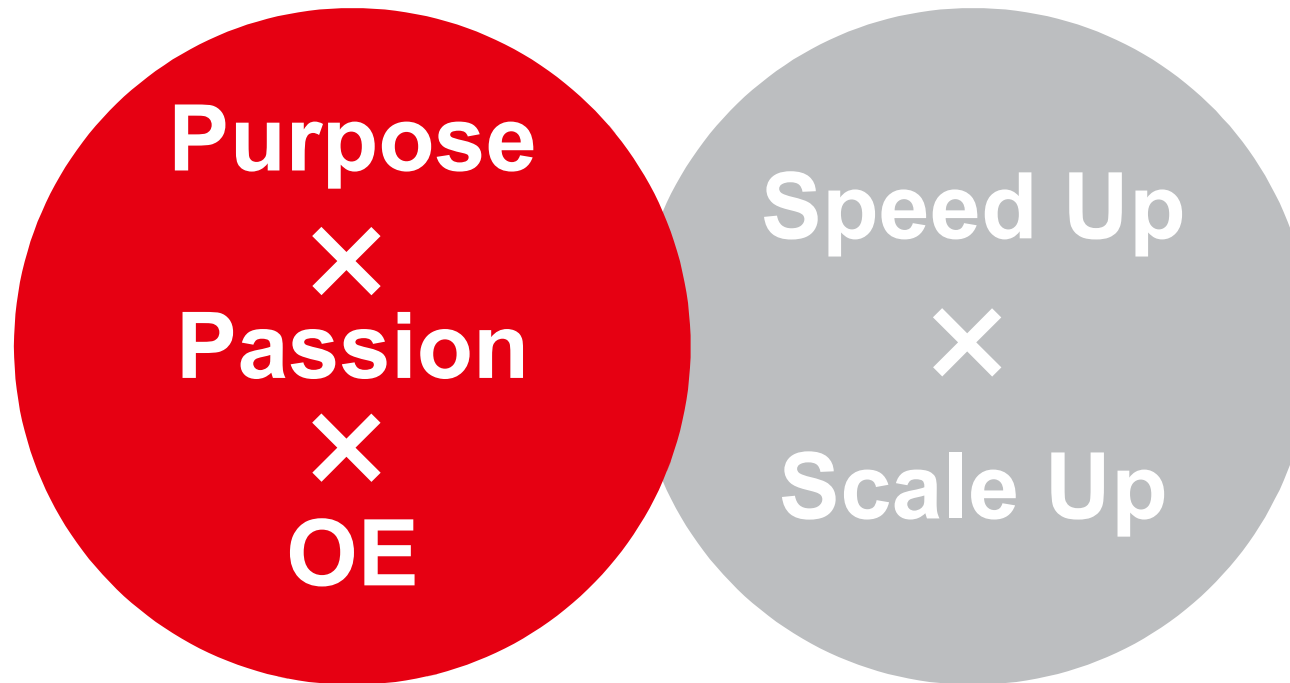 Purpose
×
Passion
×
OE
Speed Up
×
Scale Up